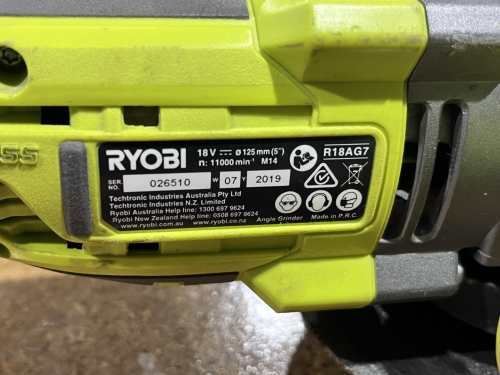 RYOBI
18V ⎓ ø125mm (5")
n: 11000 min⁻¹ M14
R18AG7
SER. NO. 026510 W 07 Y 2019
Techtronic Industries Australia Pty Ltd
Techtronic Industries N.Z. Limited
Ryobi Australia Help line: 1300 697 9624
Ryobi New Zealand Help line: 0508 697 9624
www.ryobi.com.au www.ryobi.co.nz Angle Grinder Made in P.R.C.
ESS